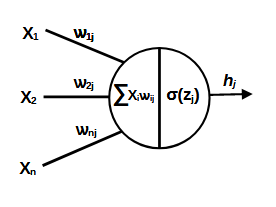 X₁
w₁ⱼ
X₂
w₂ⱼ
Xₙ
wₙⱼ
∑Xᵢwᵢⱼ
σ(zⱼ)
hⱼ